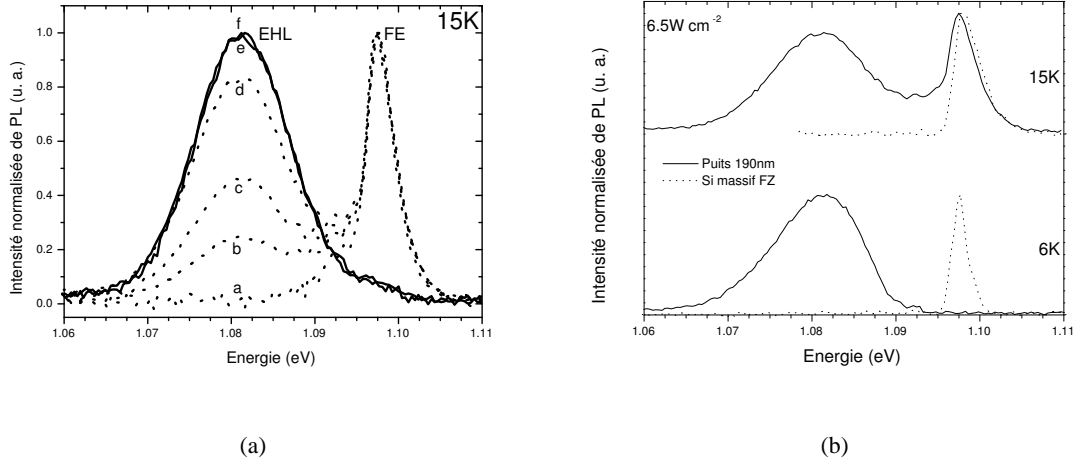 15K
f
EHL
FE
e
d
c
b
a
1.0
0.8
0.6
0.4
0.2
0.0
Intensité normalisée de PL (u. a.)
1.06 1.07 1.08 1.09 1.10 1.11
Energie (eV)
(a)
6.5W cm⁻²
15K
Puits 190nm
Si massif FZ
6K
Intensité normalisée de PL (u. a.)
1.06 1.07 1.08 1.09 1.10 1.11
Energie (eV)
(b)